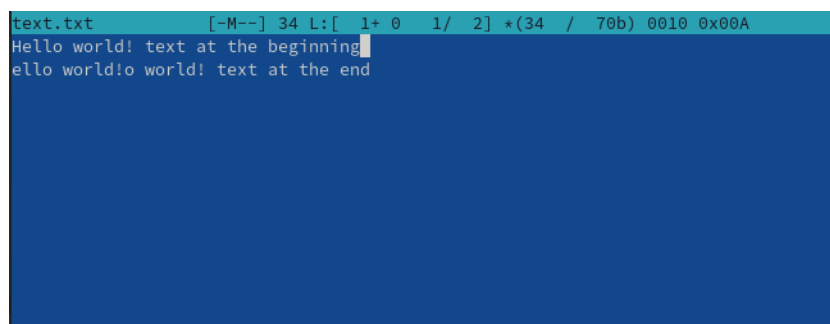 text.txt [-M--] 34 L:[ 1+ 0 1/ 2] *(34 / 70b) 0010 0x00A
Hello world! text at the beginning
ello world!o world! text at the end